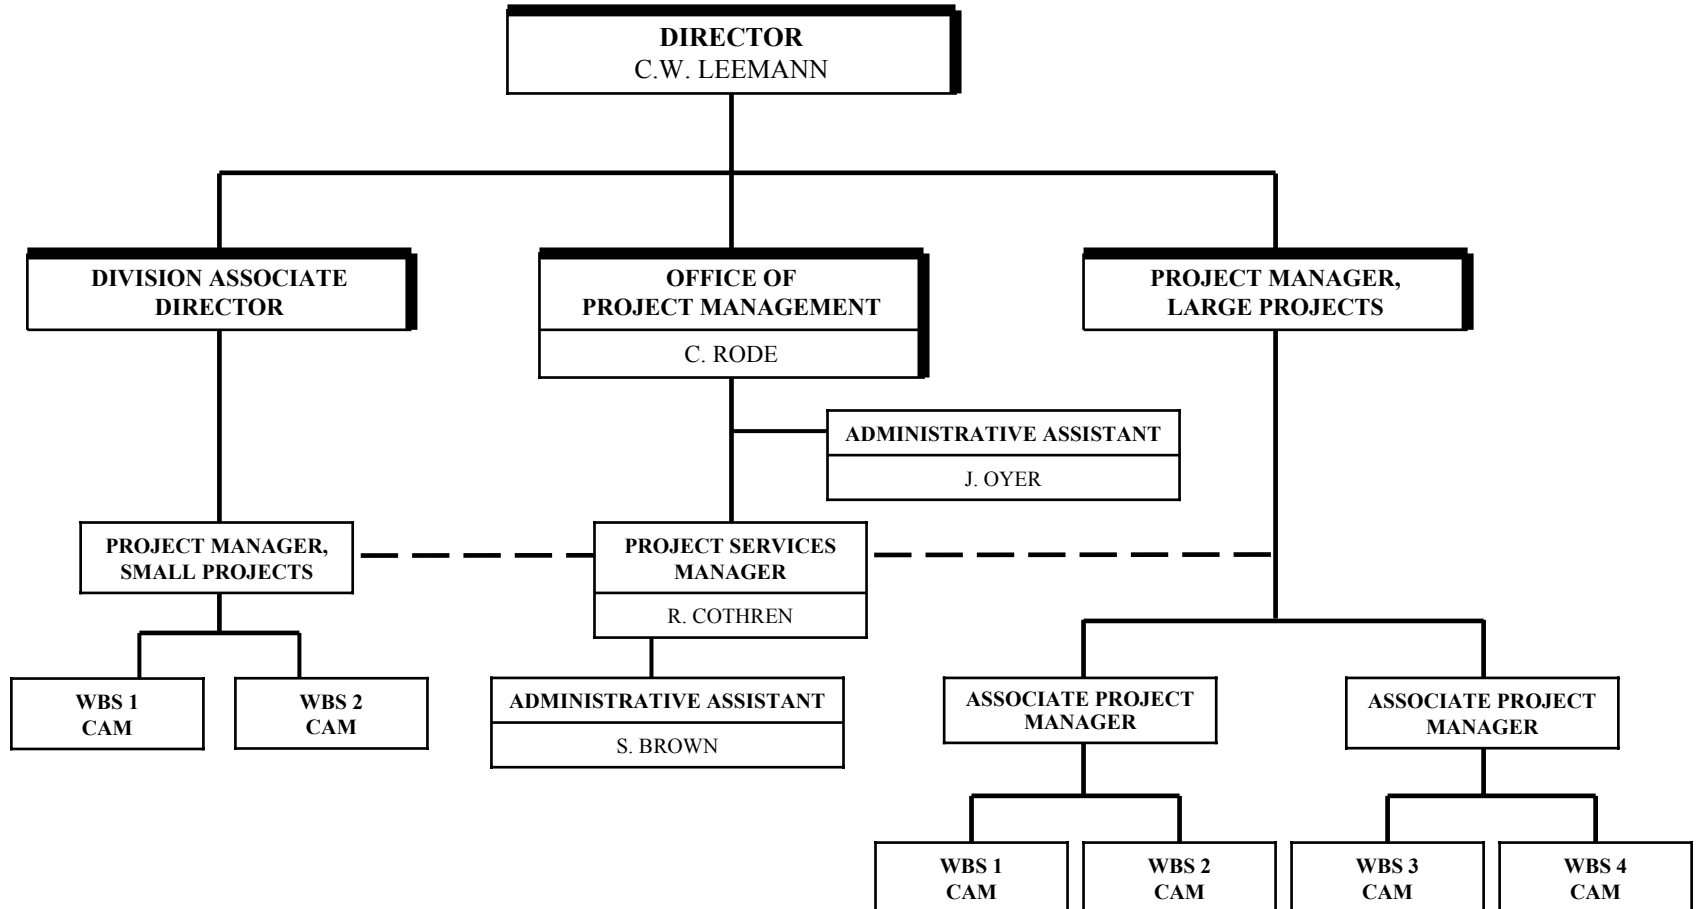 DIRECTOR
C.W. LEEMANN
DIVISION ASSOCIATE
DIRECTOR
OFFICE OF
PROJECT MANAGEMENT
C. RODE
PROJECT MANAGER,
LARGE PROJECTS
ADMINISTRATIVE ASSISTANT
J. OYER
PROJECT MANAGER,
SMALL PROJECTS
PROJECT SERVICES
MANAGER
R. COTHREN
WBS 1
CAM
WBS 2
CAM
ADMINISTRATIVE ASSISTANT
S. BROWN
ASSOCIATE PROJECT
MANAGER
ASSOCIATE PROJECT
MANAGER
WBS 1
CAM
WBS 2
CAM
WBS 3
CAM
WBS 4
CAM